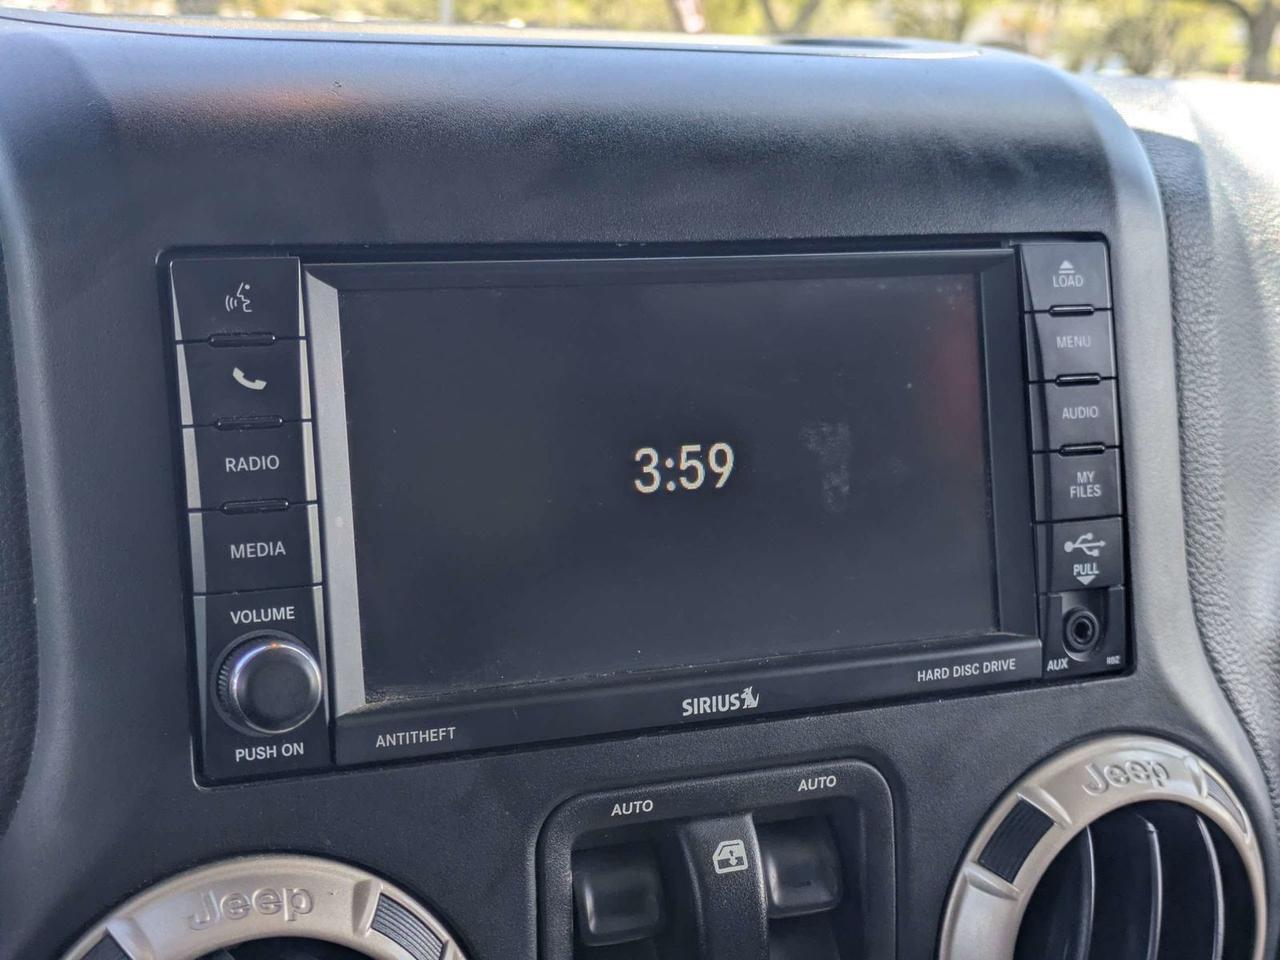 LOAD
MENU
AUDIO
MY
FILES
PULL
AUX
RBZ
RADIO
MEDIA
VOLUME
PUSH ON
3:59
HARD DISC DRIVE
SIRIUS
ANTITHEFT
AUTO
AUTO
Jeep
Jeep